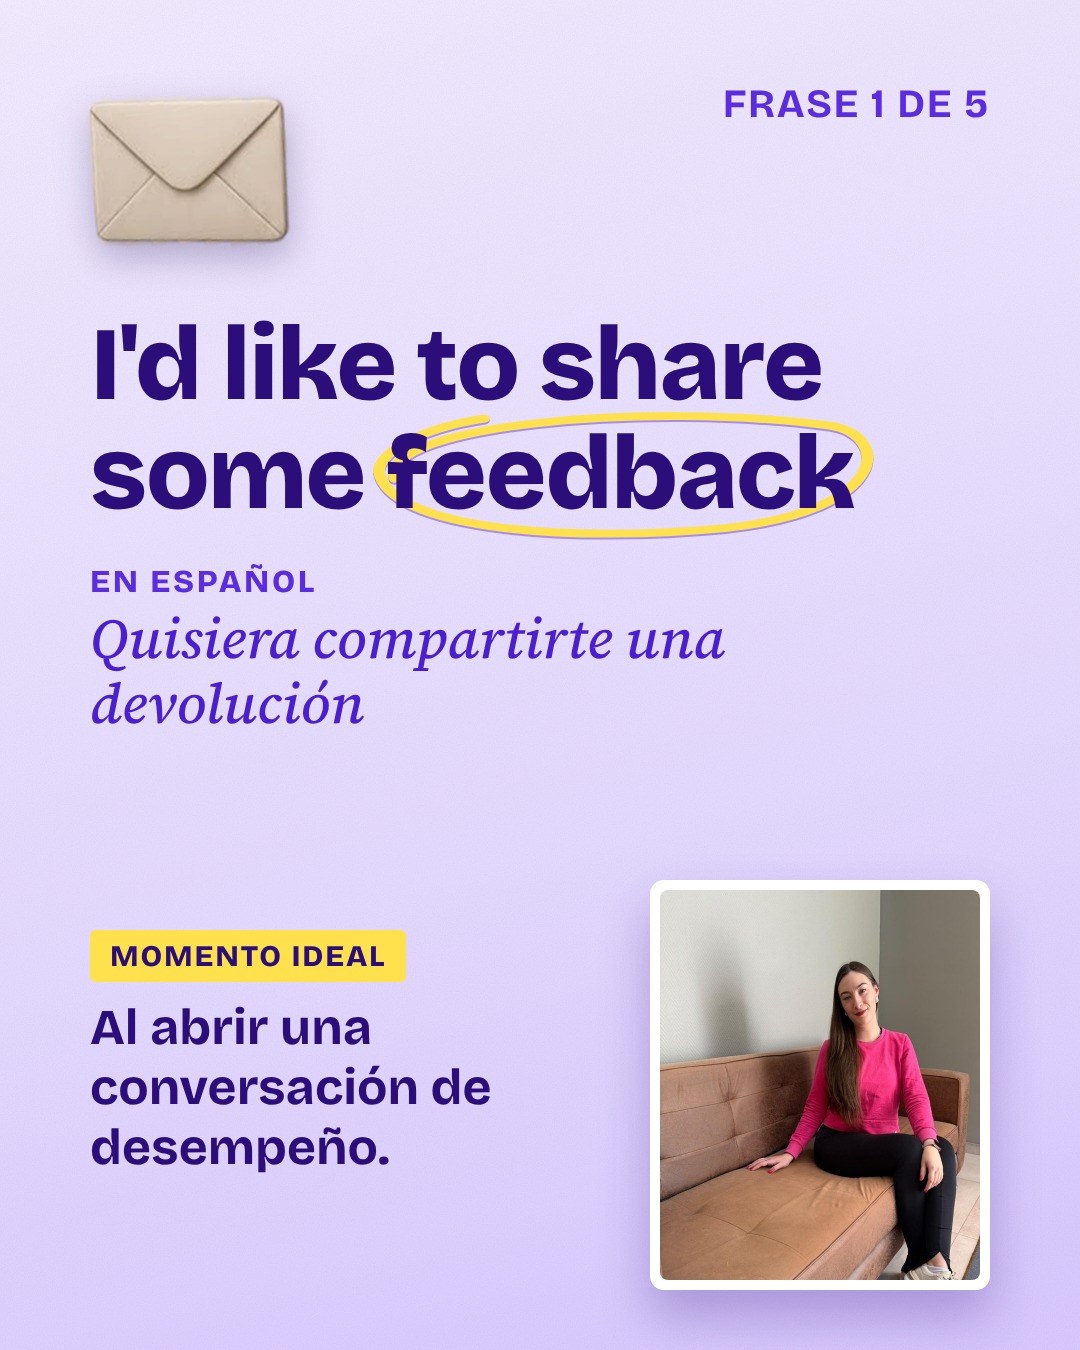 FRASE 1 DE 5
I'd like to share
some feedback
EN ESPAÑOL
Quisiera compartirte una
devolución
MOMENTO IDEAL
Al abrir una
conversación de
desempeño.